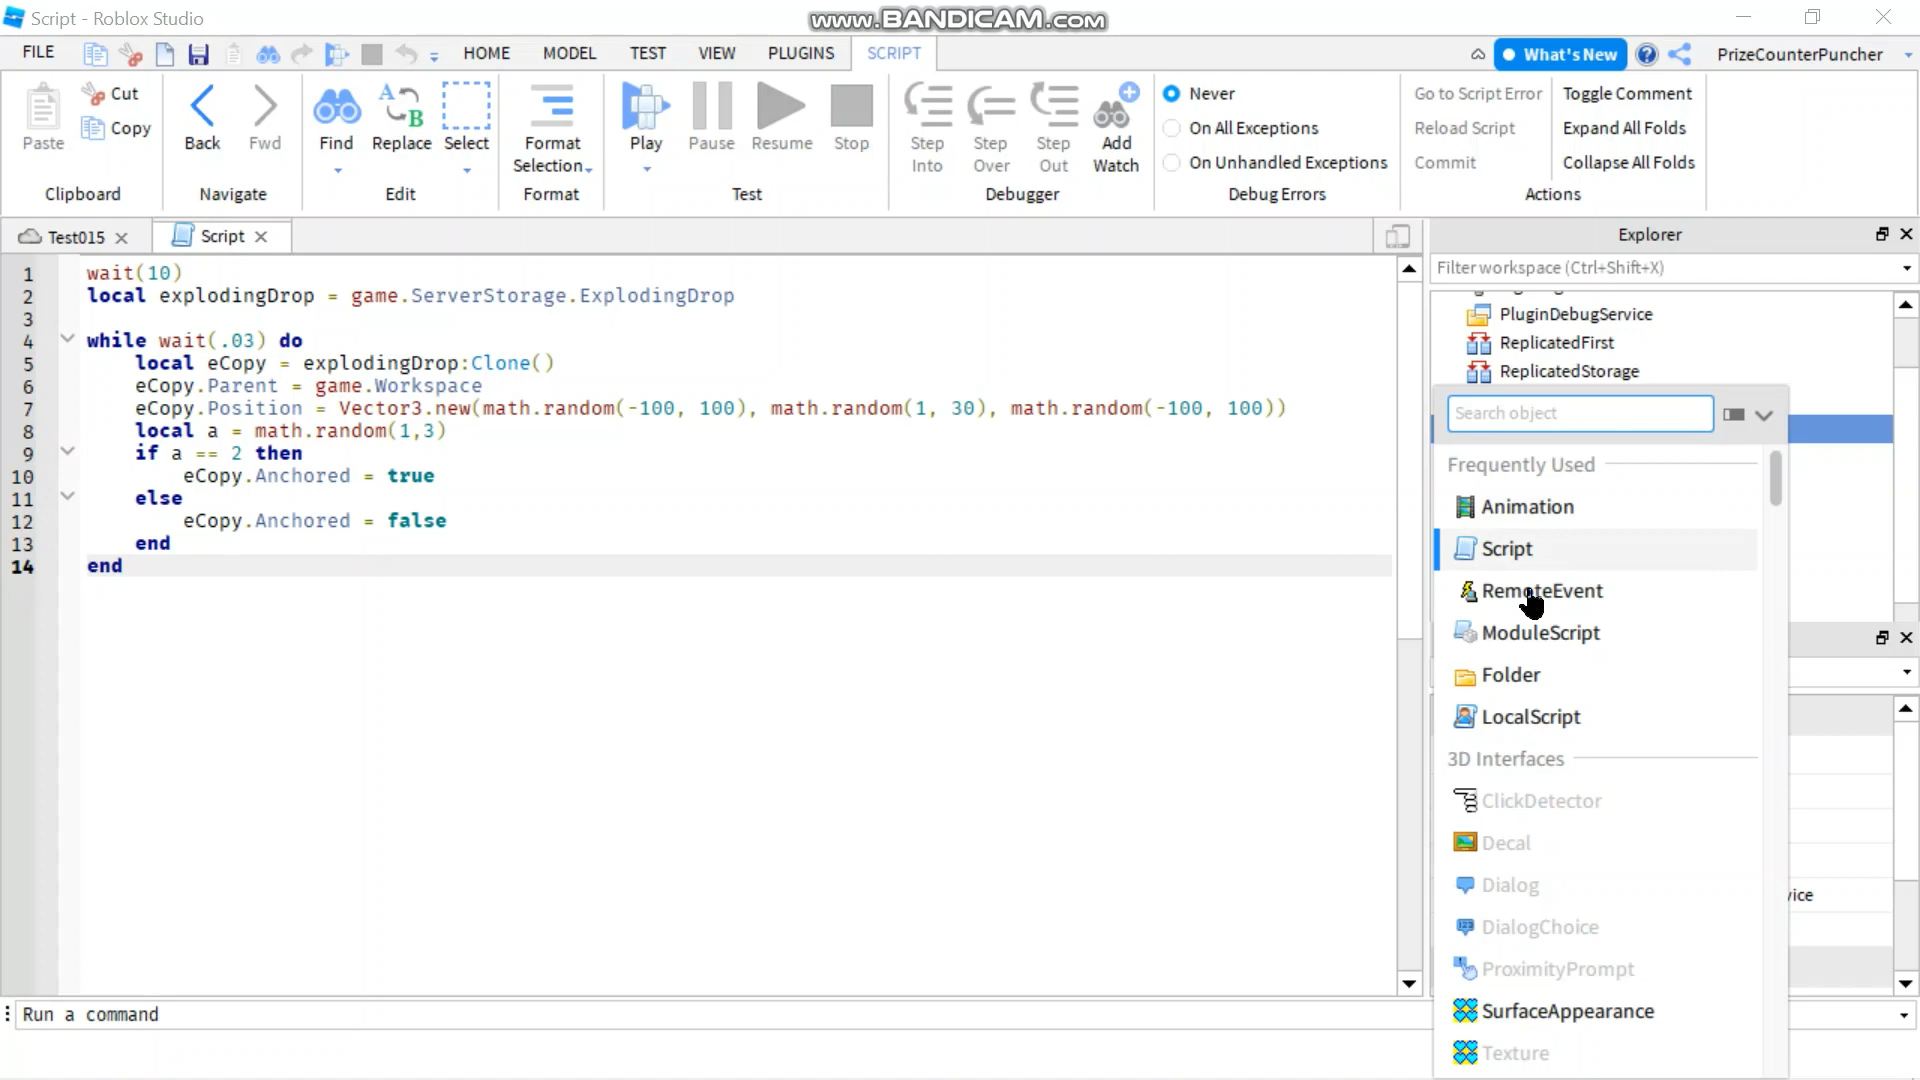 Script - Roblox Studio
www.BANDICAM.com
FILE
HOME
MODEL
TEST
VIEW
PLUGINS
SCRIPT
What's New
PrizeCounterPuncher
Paste
Cut
Copy
Clipboard
Back
Fwd
Navigate
Find
Replace
Select
Edit
Format
Selection
Format
Play
Pause
Resume
Stop
Test
Step
Into
Step
Over
Step
Out
Add
Watch
Debugger
Never
On All Exceptions
On Unhandled Exceptions
Debug Errors
Go to Script Error
Reload Script
Commit
Toggle Comment
Expand All Folds
Collapse All Folds
Actions
Test015
Script
1 wait(10)
2 local explodingDrop = game.ServerStorage.ExplodingDrop
3
4 while wait(.03) do
5 local eCopy = explodingDrop:Clone()
6 eCopy.Parent = game.Workspace
7 eCopy.Position = Vector3.new(math.random(-100, 100), math.random(1, 30), math.random(-100, 100))
8 local a = math.random(1,3)
9 if a == 2 then
10 eCopy.Anchored = true
11 else
12 eCopy.Anchored = false
13 end
14 end
Run a command
Explorer
Filter workspace (Ctrl+Shift+X)
PluginDebugService
ReplicatedFirst
ReplicatedStorage
Search object
Frequently Used
Animation
Script
RemoteEvent
ModuleScript
Folder
LocalScript
3D Interfaces
ClickDetector
Decal
Dialog
DialogChoice
ProximityPrompt
SurfaceAppearance
Texture
vice